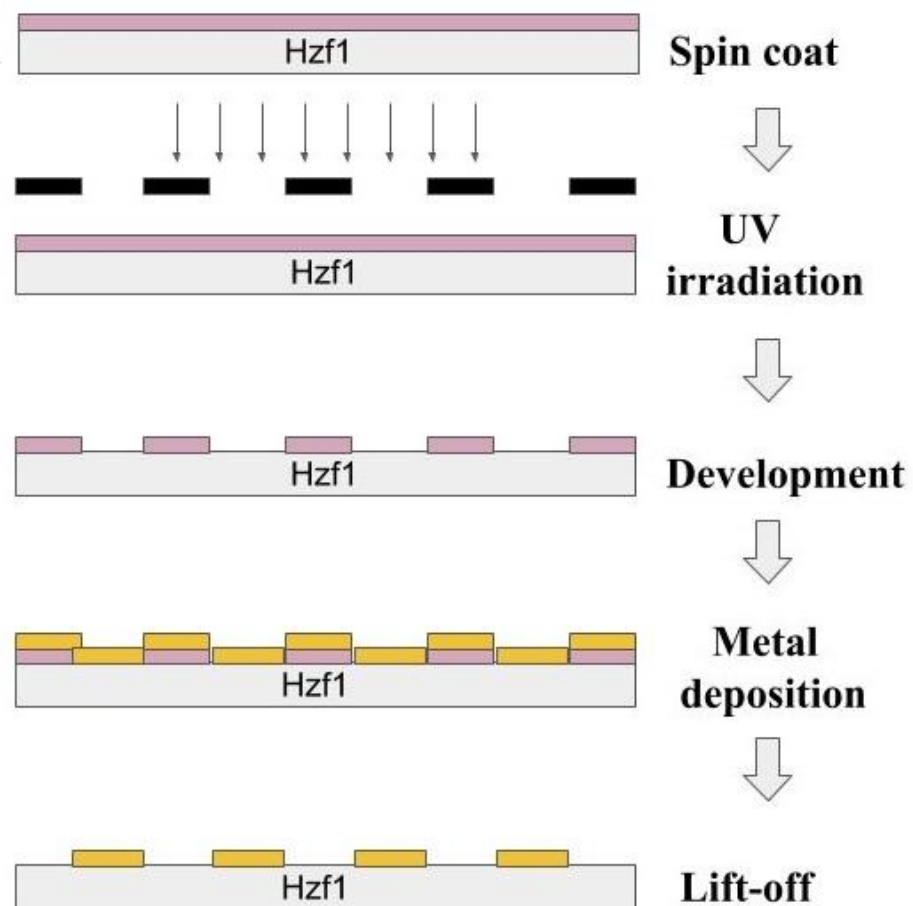 Hzf1
Spin coat
UV
irradiation
Hzf1
Hzf1
Development
Metal
deposition
Hzf1
Hzf1
Lift-off